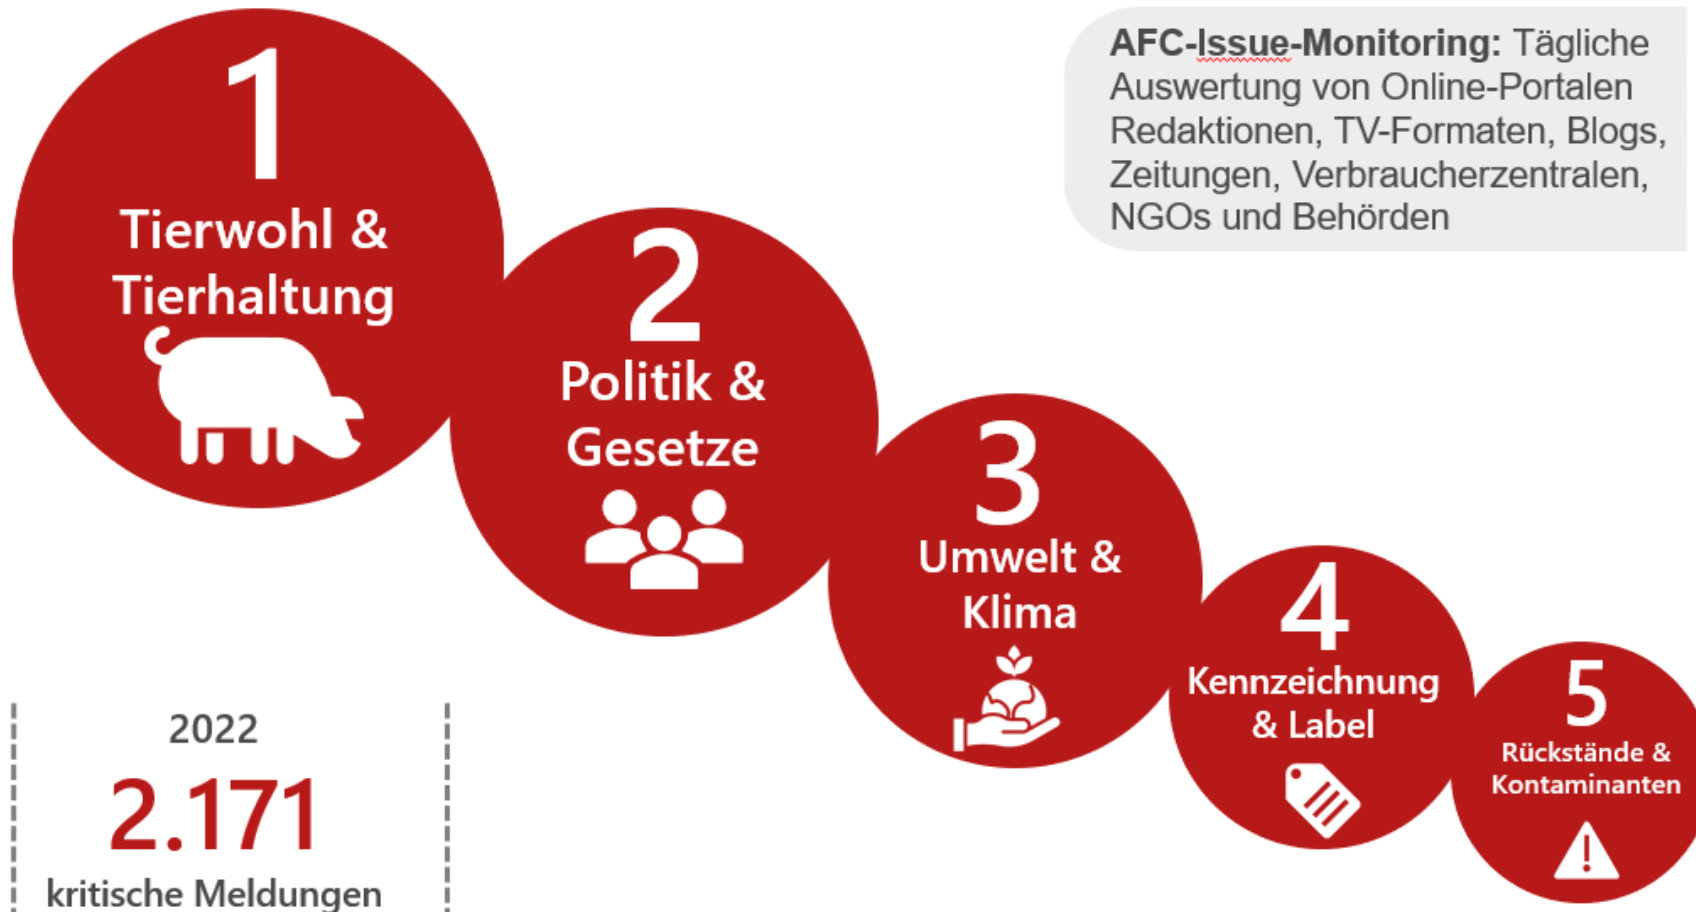 AFC-Issue-Monitoring: Tägliche
Auswertung von Online-Portalen
Redaktionen, TV-Formaten, Blogs,
Zeitungen, Verbraucherzentralen,
NGOs und Behörden
1
Tierwohl &
Tierhaltung
2
Politik &
Gesetze
3
Umwelt &
Klima
4
Kennzeichnung
& Label
5
Rückstände &
Kontaminanten
2022
2.171
kritische Meldungen